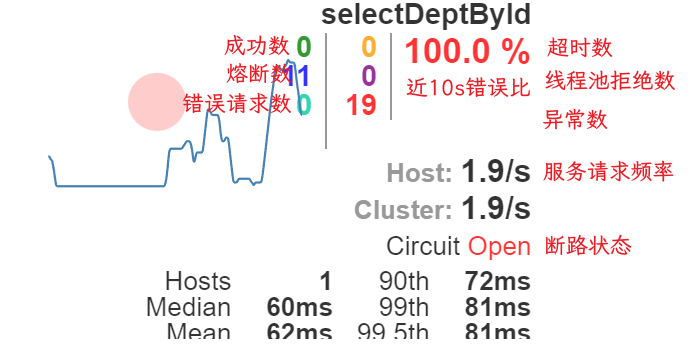 selectDeptById
成功数 0 0 100.0 % 超时数
熔断数 11 0 近10s错误比 线程池拒绝数
错误请求数 0 19 异常数
Host: 1.9/s 服务请求频率
Cluster: 1.9/s
Circuit Open 断路状态
Hosts 1 90th 72ms
Median 60ms 99th 81ms
Mean 62ms 99.5th 81ms